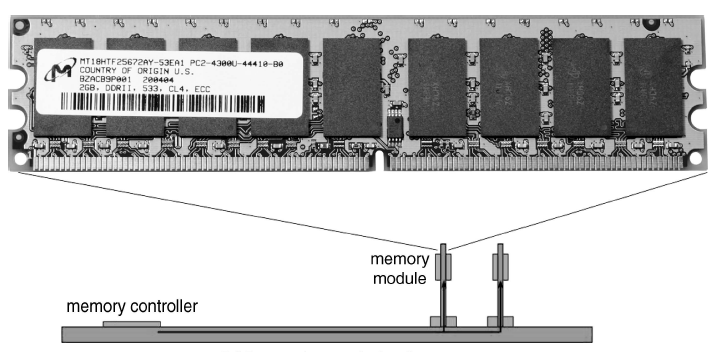 MT18HTF25672AY-53EA1 PC2-4300U-44410-B0
COUNTRY OF ORIGIN U.S.
BZACB9P001 200404
2GB, DDRII, 533, CL4, ECC
memory
module
memory controller